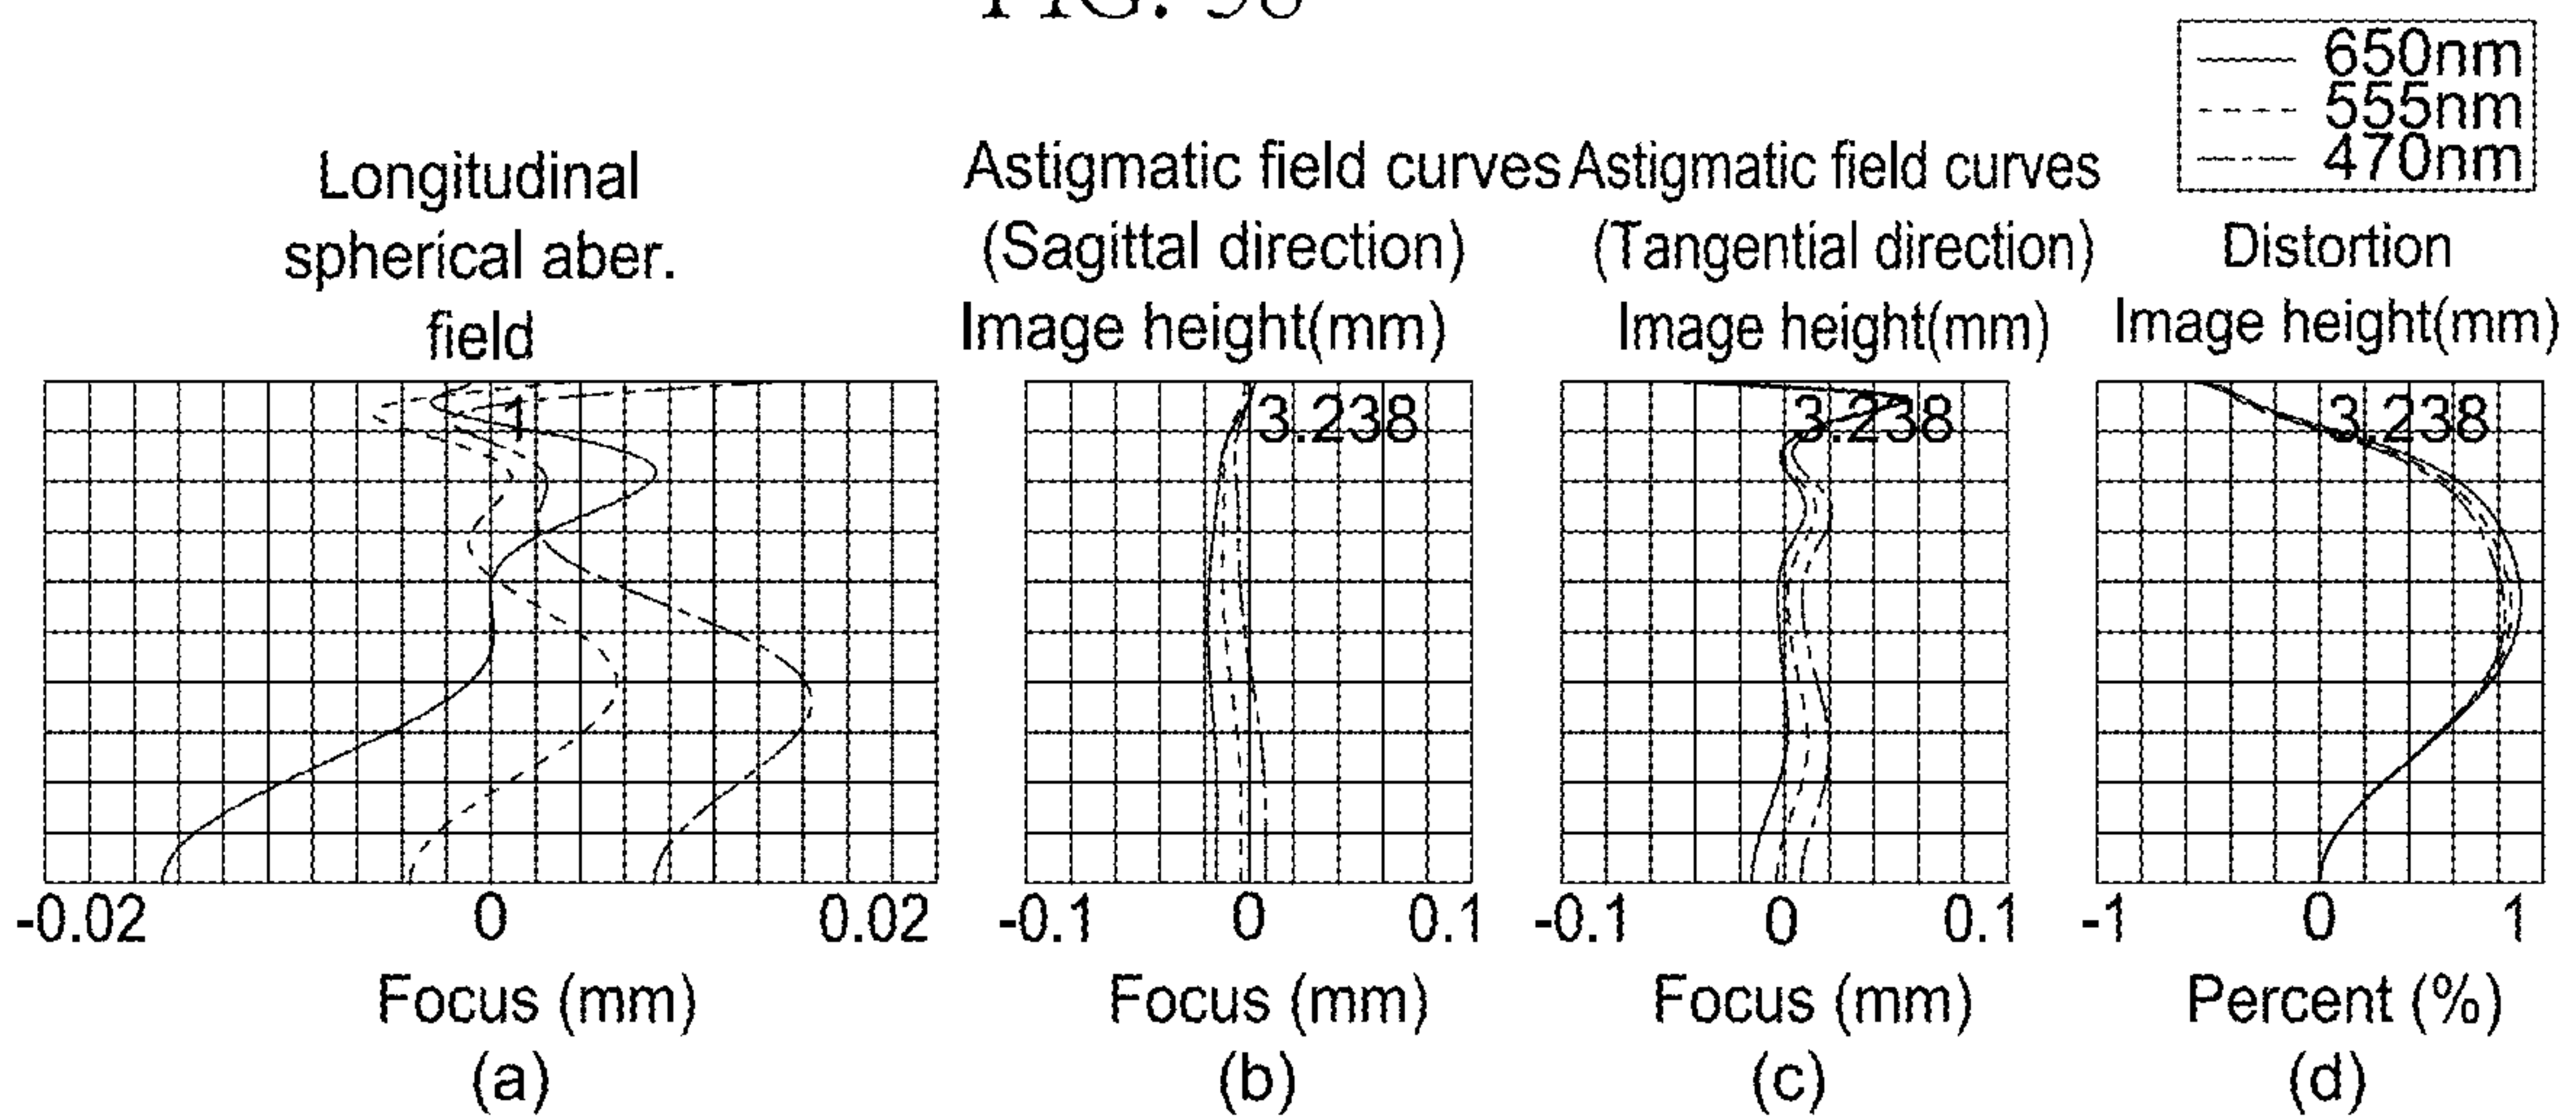 650nm
555nm
470nm
Longitudinal
spherical aber.
field
1
-0.02 0 0.02
Focus (mm)
(a)
Astigmatic field curves
(Sagittal direction)
Image height(mm)
3.238
-0.1 0 0.1
Focus (mm)
(b)
Astigmatic field curves
(Tangential direction)
Image height(mm)
3.238
-0.1 0 0.1
Focus (mm)
(c)
Distortion
Image height(mm)
3.238
-1 0 1
Percent (%)
(d)